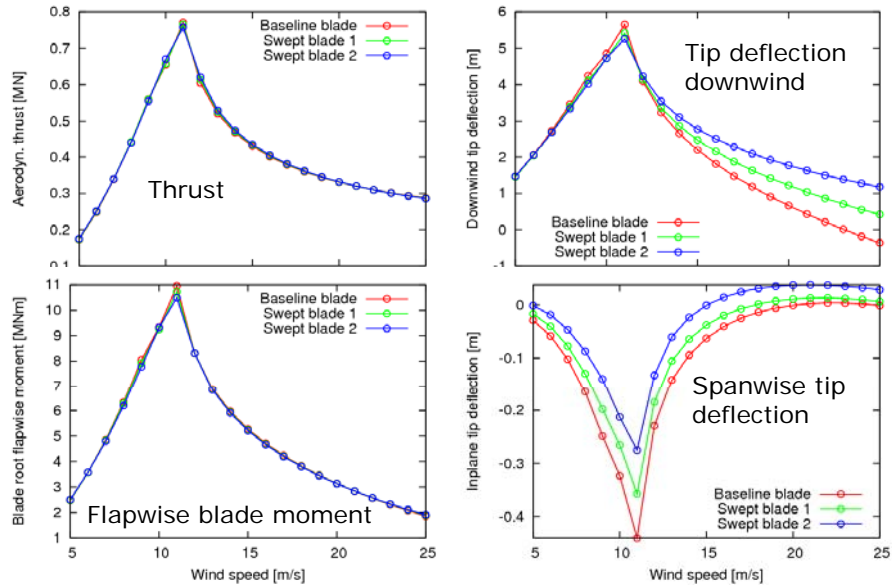 Aerodyn. thrust [MN]
0.8
0.7
0.6
0.5
0.4
0.3
0.2
0.1
Baseline blade
Swept blade 1
Swept blade 2
Thrust
Downwind tip deflection [m]
6
5
4
3
2
1
0
-1
Tip deflection
downwind
Baseline blade
Swept blade 1
Swept blade 2
Blade root flapwise moment [MNm]
11
10
9
8
7
6
5
4
3
2
1
Baseline blade
Swept blade 1
Swept blade 2
Flapwise blade moment
5 10 15 20 25
Wind speed [m/s]
Inplane tip deflection [m]
0
-0.1
-0.2
-0.3
-0.4
Spanwise tip
deflection
Baseline blade
Swept blade 1
Swept blade 2
5 10 15 20 25
Wind speed [m/s]